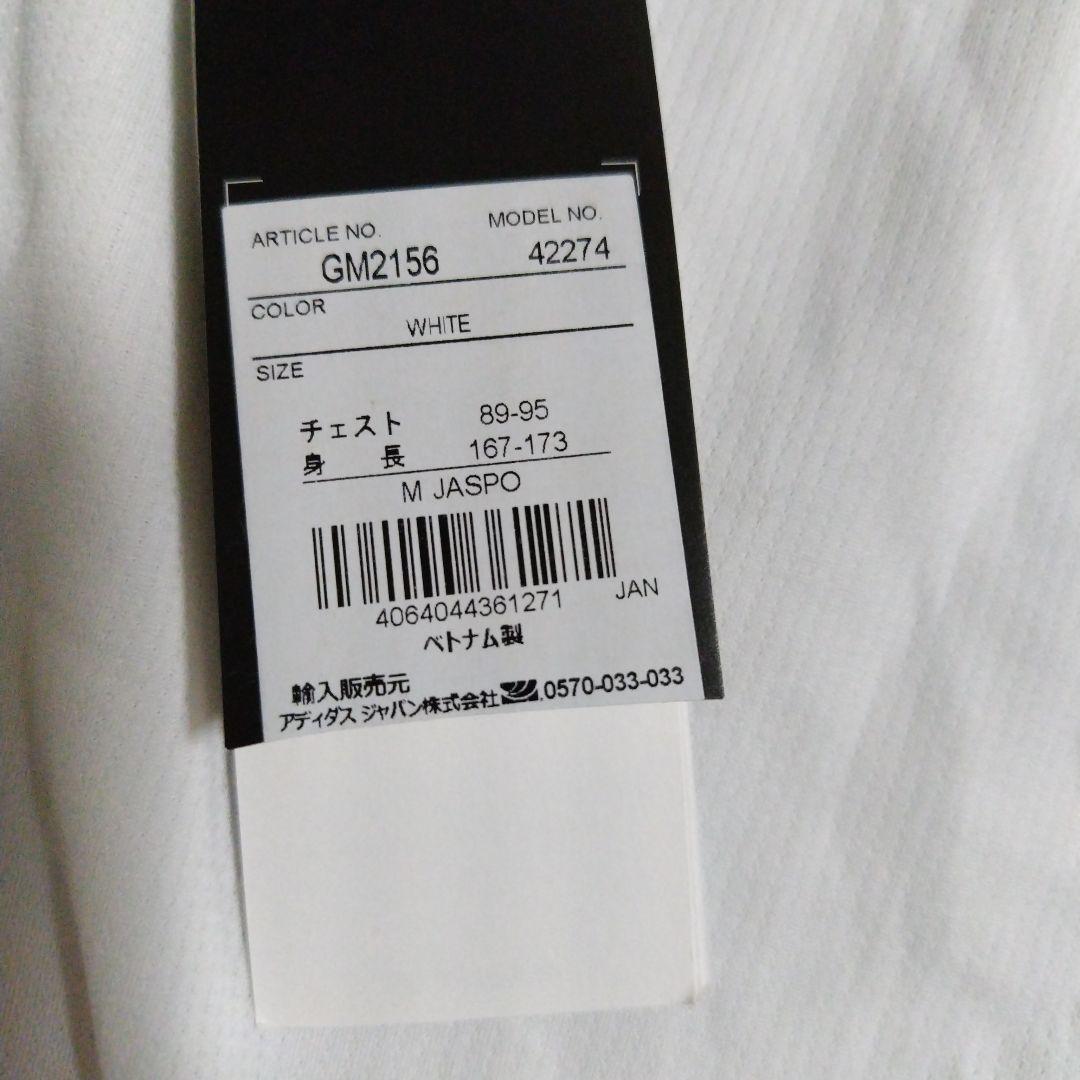 ARTICLE NO. MODEL NO.
GM2156 42274
COLOR
WHITE
SIZE
チェスト 89-95
身 長 167-173
M JASPO
4064044361271 JAN
ベトナム製
輸入販売元
アディダス ジャパン株式会社 0570-033-033